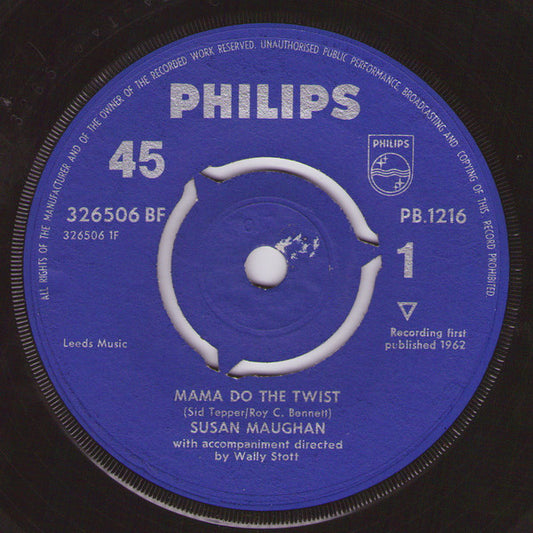 ALL RIGHTS OF THE MANUFACTURER AND OF THE OWNER OF THE RECORDED WORK RESERVED. UNAUTHORISED PUBLIC PERFORMANCE, BROADCASTING AND COPYING OF THIS RECORD PROHIBITED
PHILIPS
45
PHILIPS
326506 BF
PB.1216
326506 1F
1
Leeds Music
Recording first
published 1962
MAMA DO THE TWIST
(Sid Tepper/Roy C. Bennett)
SUSAN MAUGHAN
with accompaniment directed
by Wally Stott